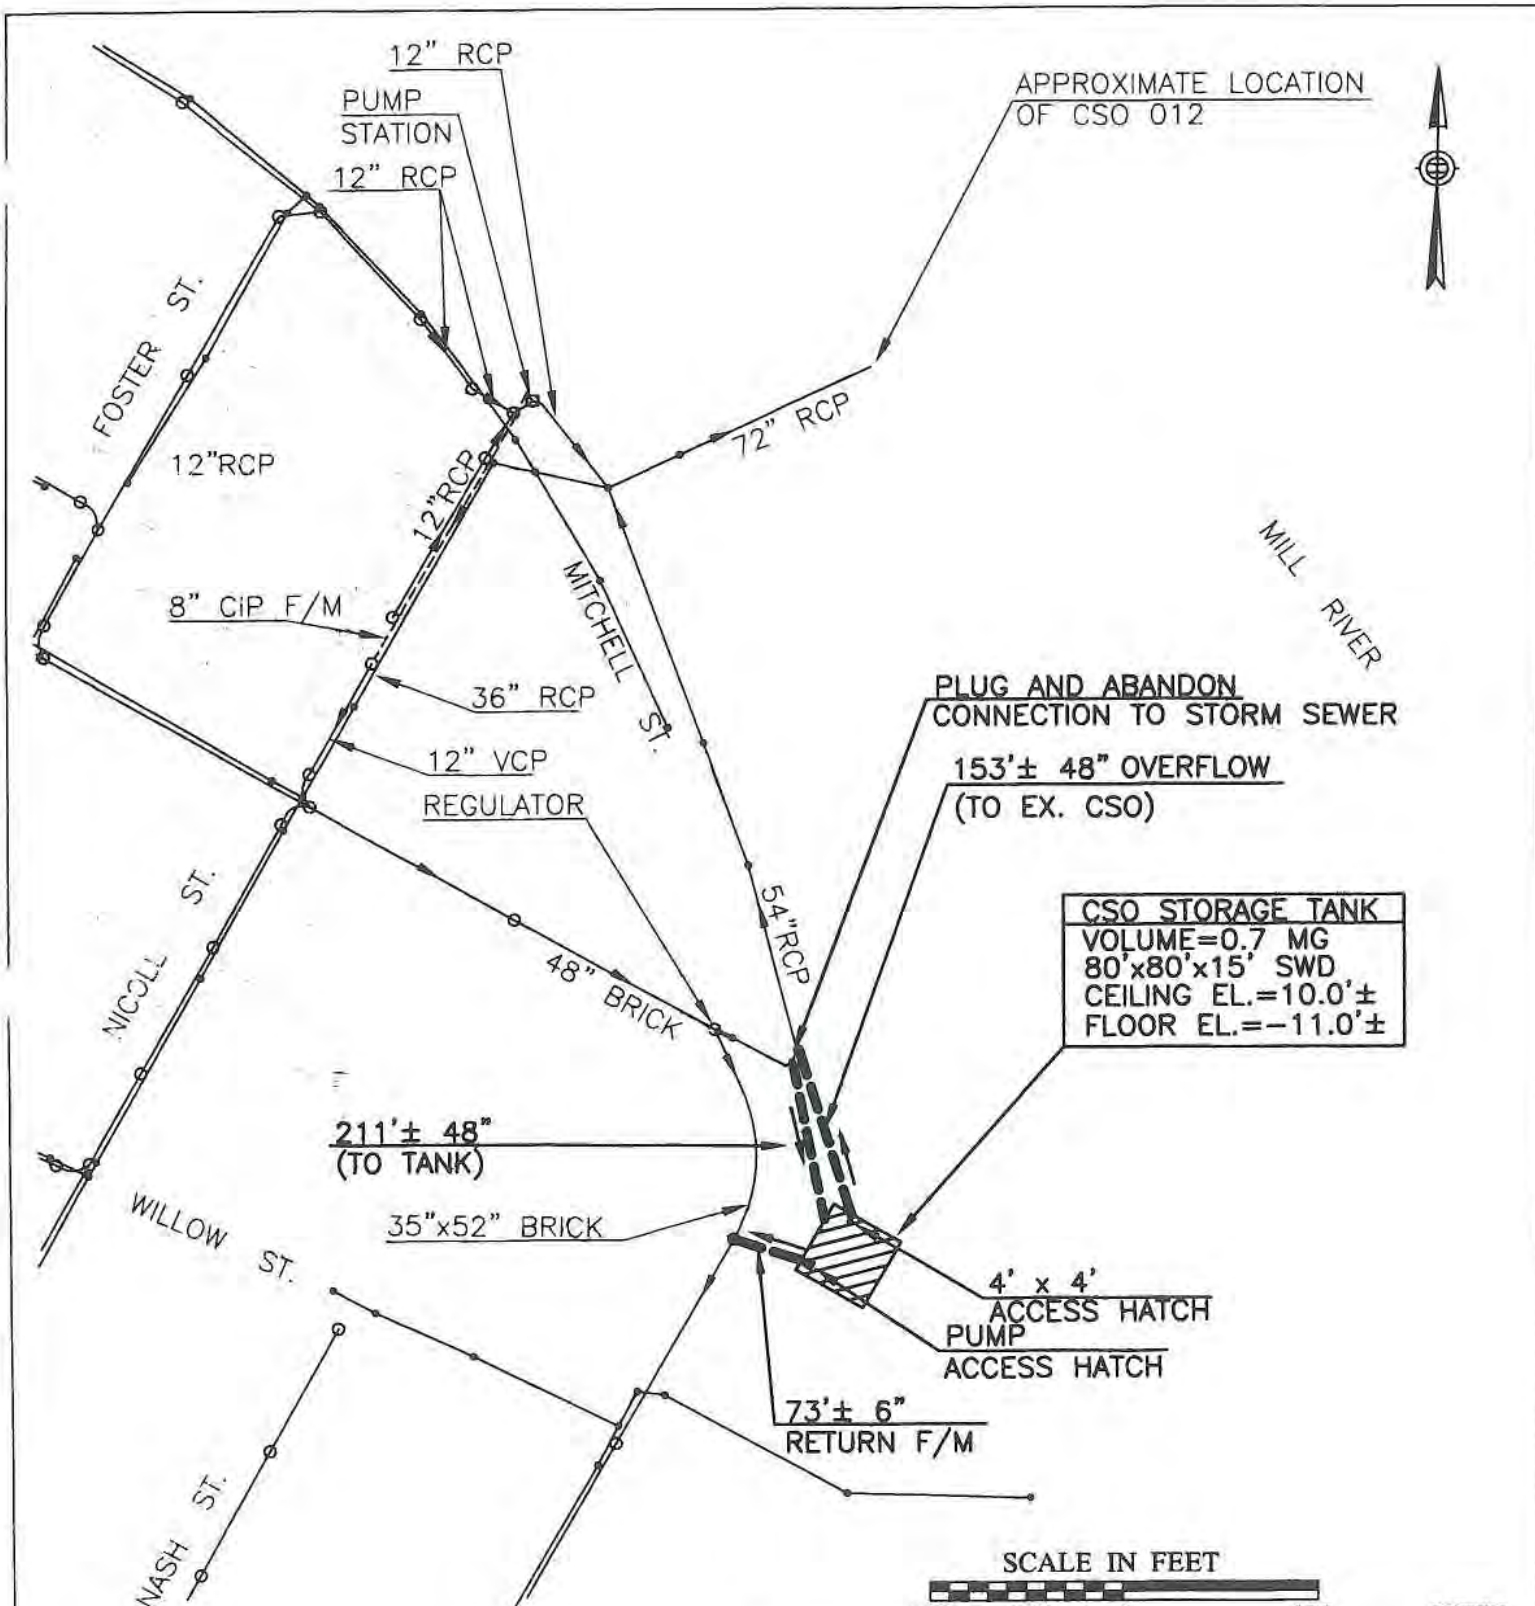 12" RCP
PUMP
STATION
12" RCP
APPROXIMATE LOCATION
OF CSO 012
FOSTER ST.
12"RCP
12"RCP
72" RCP
8" CIP F/M
MITCHELL ST.
MILL RIVER
36" RCP
12" VCP
REGULATOR
PLUG AND ABANDON
CONNECTION TO STORM SEWER
153'± 48" OVERFLOW
(TO EX. CSO)
NICOLL ST.
48" BRICK
54"RCP
CSO STORAGE TANK
VOLUME=0.7 MG
80'x80'x15' SWD
CEILING EL.=10.0'±
FLOOR EL.=-11.0'±
211'± 48"
(TO TANK)
WILLOW ST.
35"x52" BRICK
4' x 4'
ACCESS HATCH
PUMP
ACCESS HATCH
73'± 6"
RETURN F/M
NASH ST.
SCALE IN FEET